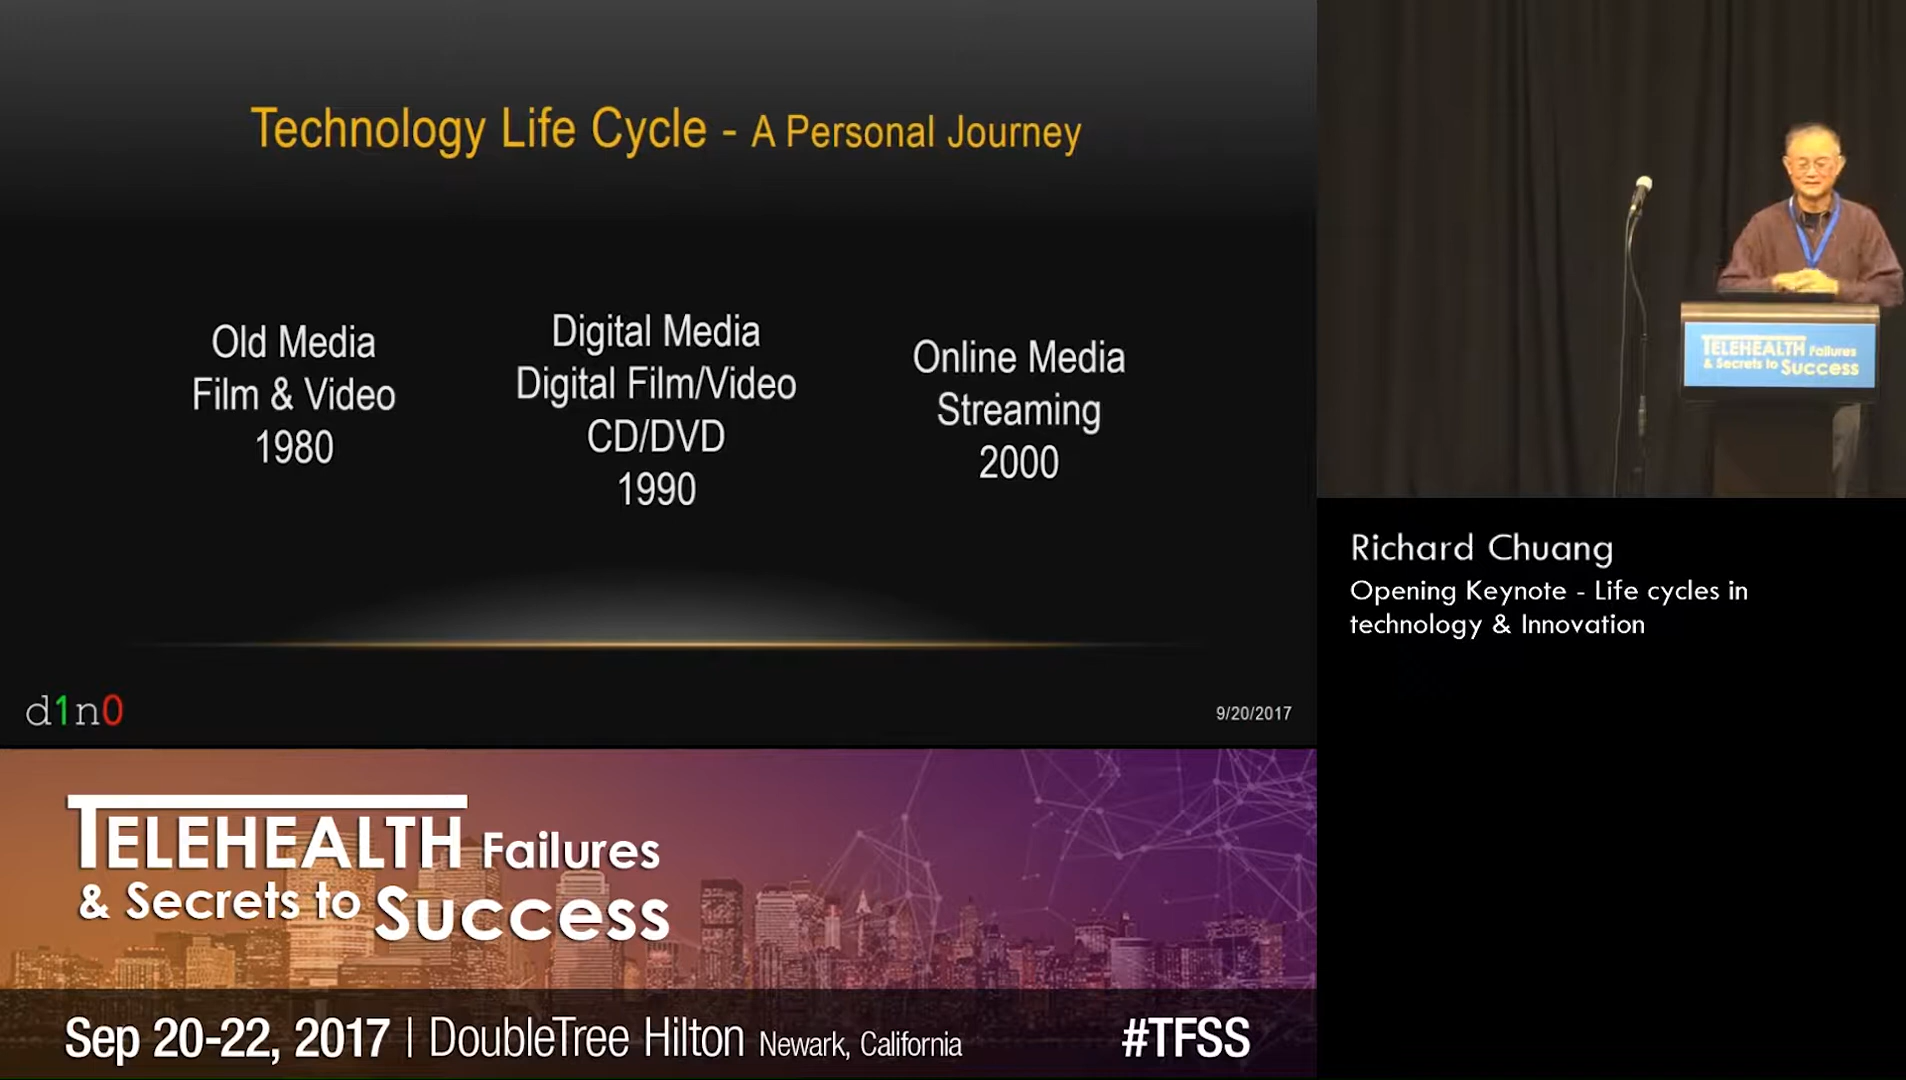 Technology Life Cycle - A Personal Journey
Old Media
Film & Video
1980
Digital Media
Digital Film/Video
CD/DVD
1990
Online Media
Streaming
2000
d1n0
9/20/2017
TELEHEALTH Failures
& Secrets to Success
Richard Chuang
Opening Keynote - Life cycles in
technology & Innovation
TELEHEALTH Failures
& Secrets to Success
Sep 20-22, 2017 | DoubleTree Hilton Newark, California
#TFSS